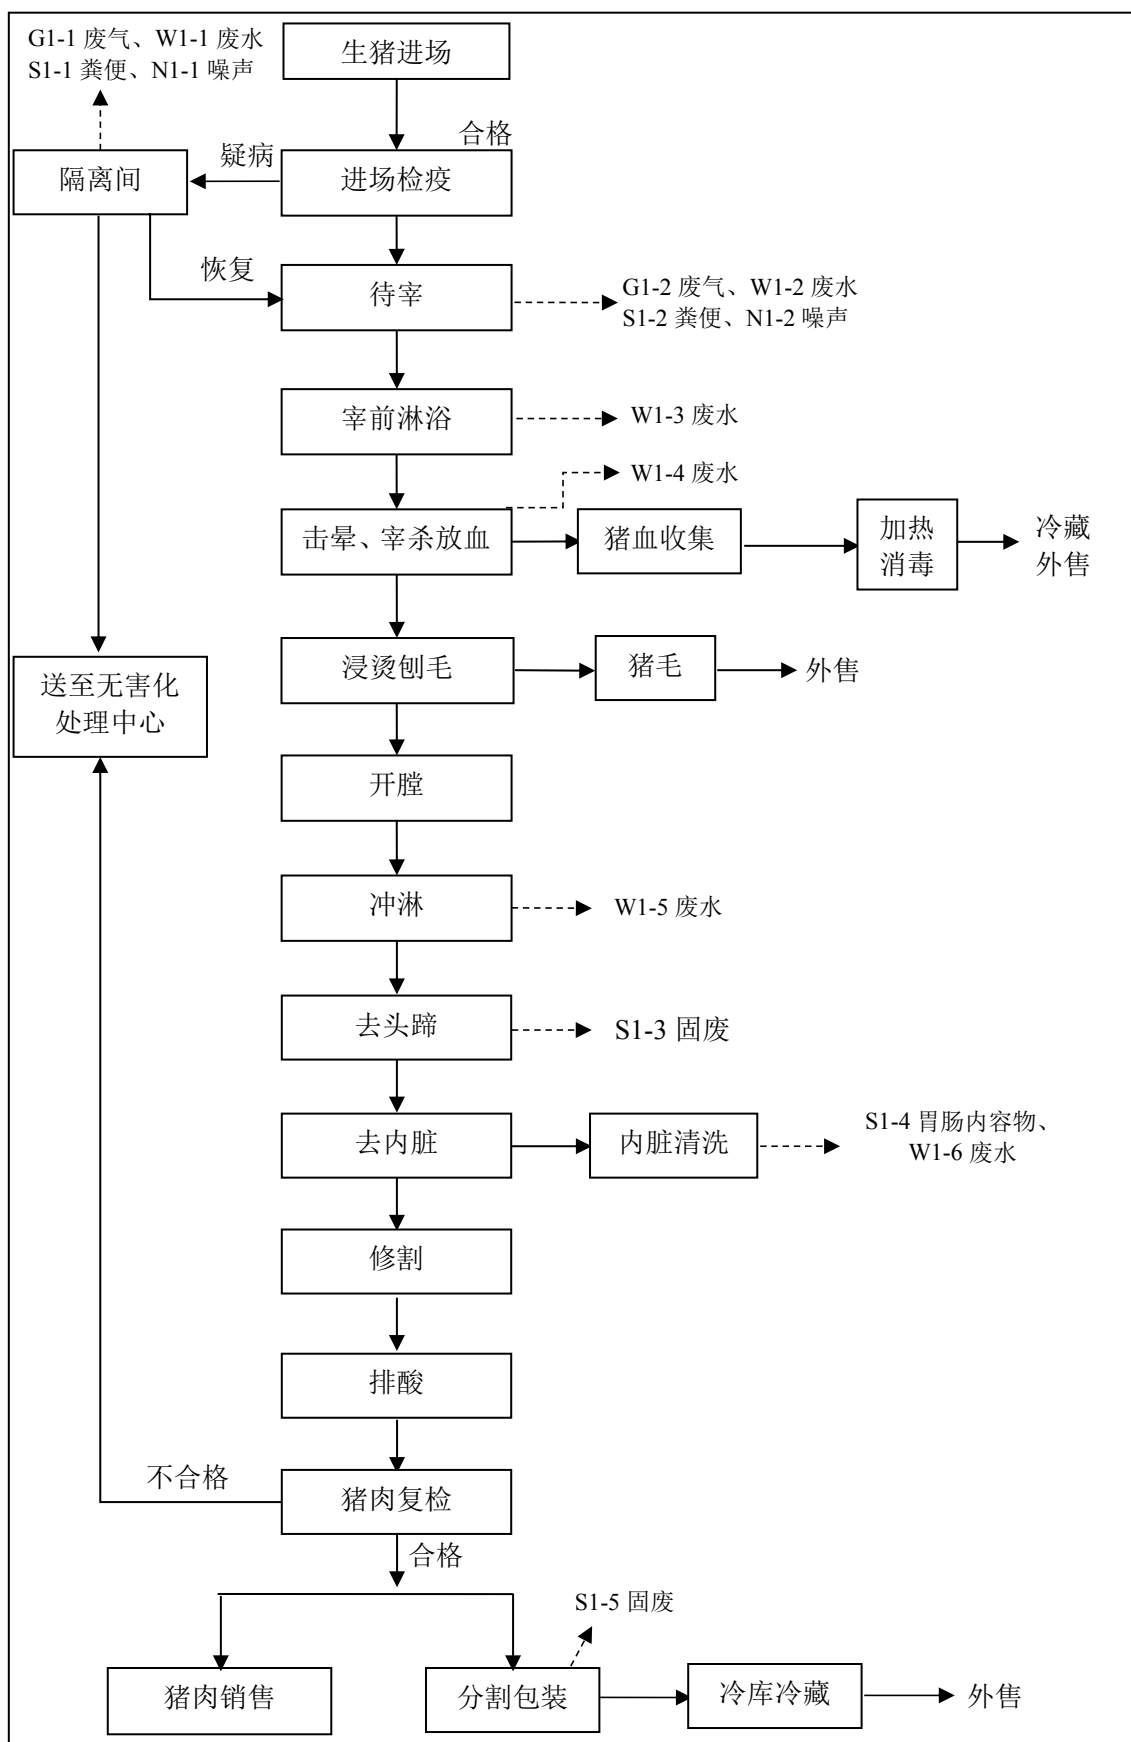 G1-1 废气、W1-1 废水
S1-1 粪便、N1-1 噪声
生猪进场
合格
疑病
隔离间
进场检疫
恢复
待宰
G1-2 废气、W1-2 废水
S1-2 粪便、N1-2 噪声
宰前淋浴
W1-3 废水
W1-4 废水
击晕、宰杀放血
猪血收集
加热
消毒
冷藏
外售
浸烫刨毛
猪毛
外售
送至无害化
处理中心
开膛
冲淋
W1-5 废水
去头蹄
S1-3 固废
去内脏
内脏清洗
S1-4 胃肠内容物、
W1-6 废水
修割
排酸
不合格
猪肉复检
合格
S1-5 固废
猪肉销售
分割包装
冷库冷藏
外售